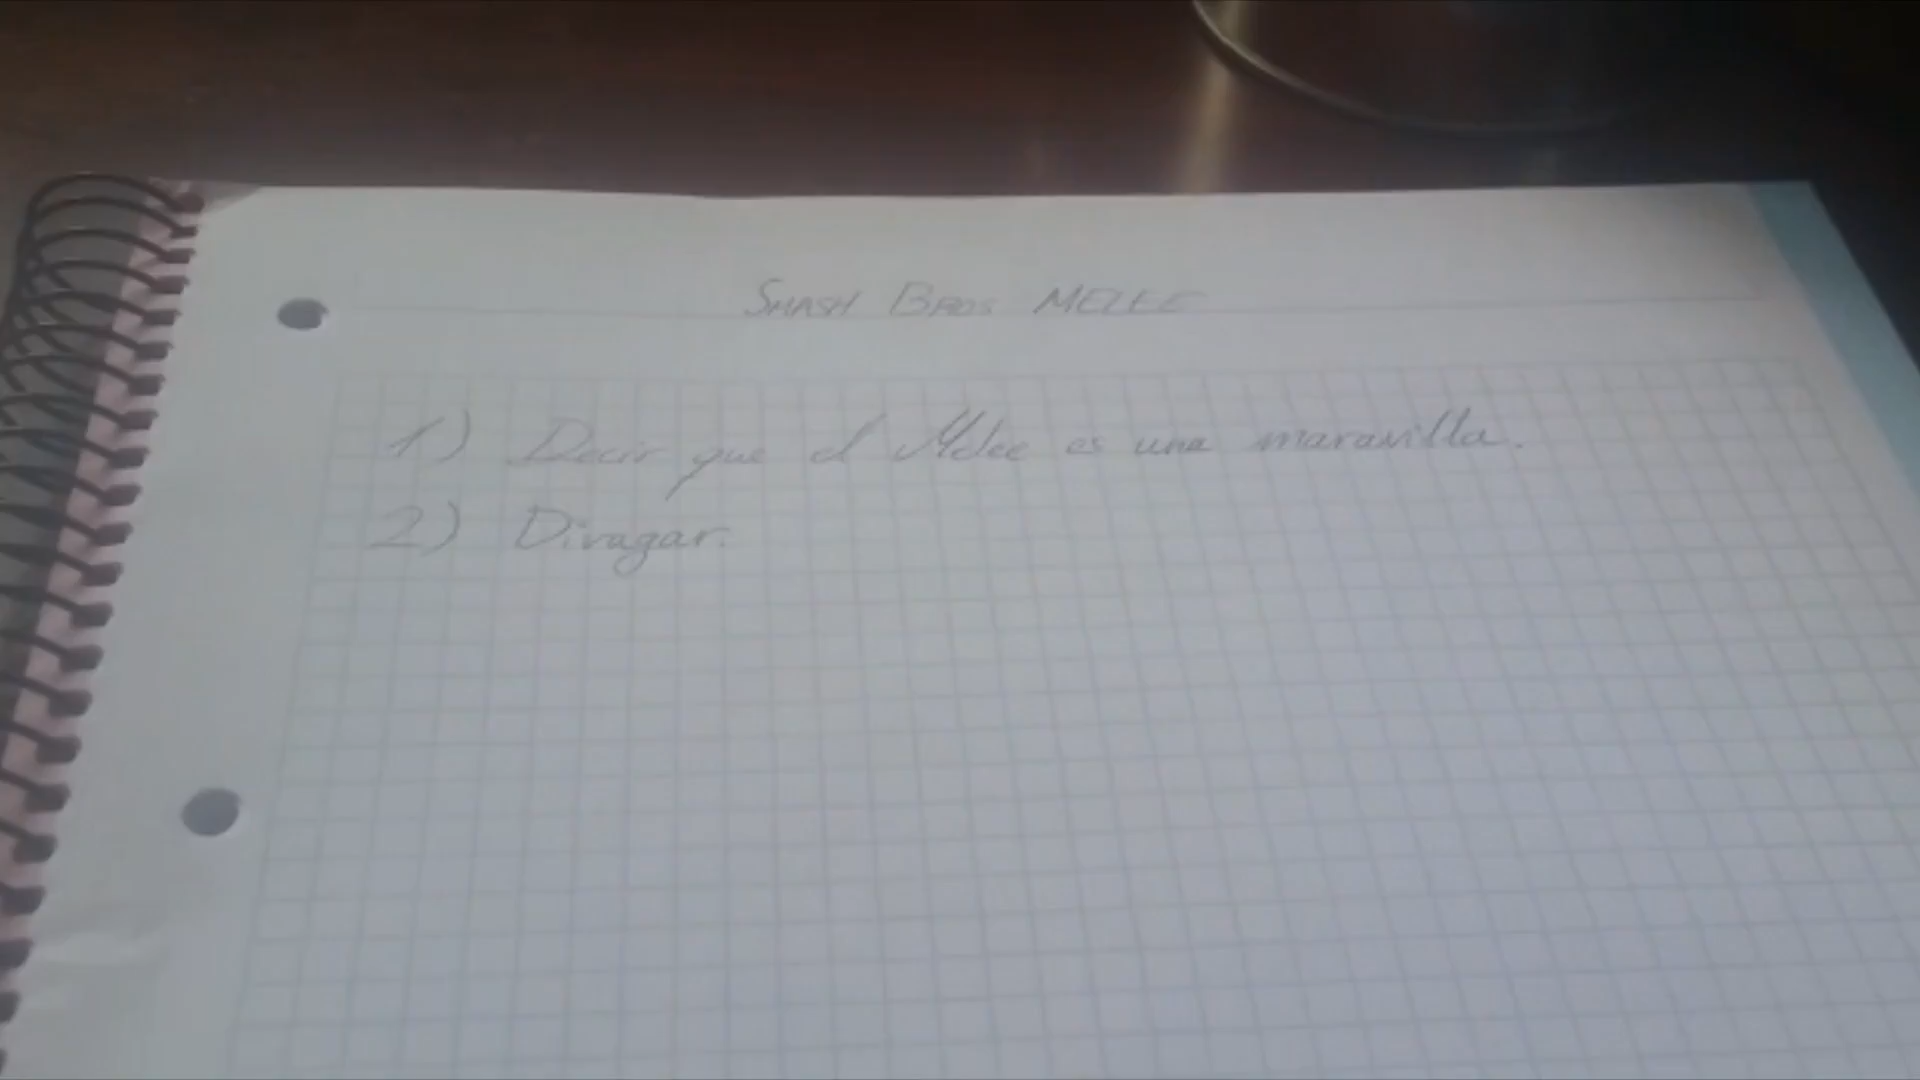 SMASH BROS MELEE
1) Decir que el Melee es una maravilla.
2) Divagar.